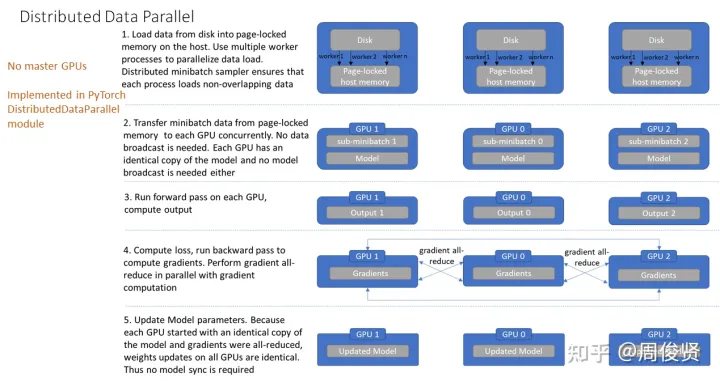 Distributed Data Parallel
No master GPUs
Implemented in PyTorch
DistributedDataParallel
module
1. Load data from disk into page-locked
memory on the host. Use multiple worker
processes to parallelize data load.
Distributed minibatch sampler ensures that
each process loads non-overlapping data
Disk
worker1 worker 2 worker n
Page-locked
host memory
Disk
worker1 worker 2 worker n
Page-locked
host memory
Disk
worker1 worker 2 worker n
Page-locked
host memory
2. Transfer minibatch data from page-locked
memory to each GPU concurrently. No data
broadcast is needed. Each GPU has an
identical copy of the model and no model
broadcast is needed either
GPU 1
sub-minibatch 1
Model
GPU 0
sub-minibatch 0
Model
GPU 2
sub-minibatch 2
Model
3. Run forward pass on each GPU,
compute output
GPU 1
Output 1
GPU 0
Output 0
GPU 2
Output 2
4. Compute loss, run backward pass to
compute gradients. Perform gradient all-
reduce in parallel with gradient
computation
GPU 1
Gradients
gradient all-
reduce
GPU 0
Gradients
gradient all-
reduce
GPU 2
Gradients
5. Update Model parameters. Because
each GPU started with an identical copy of
the model and gradients were all-reduced,
weights updates on all GPUs are identical.
Thus no model sync is required
GPU 1
Updated Model
GPU 0
Updated Model
GPU 2
知乎 @周俊贤